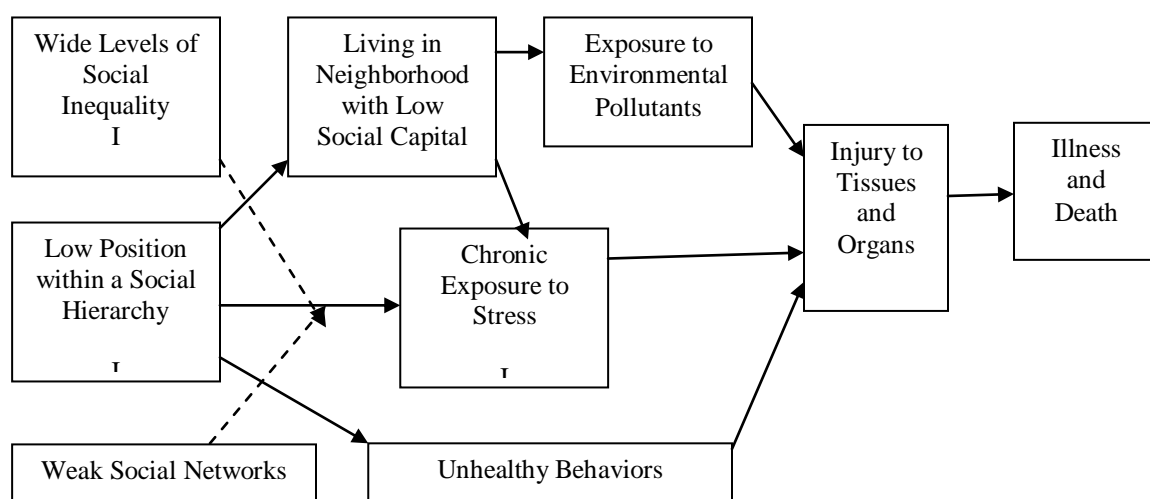 Wide Levels of
Social
Inequality
I
Living in
Neighborhood
with Low
Social Capital
Exposure to
Environmental
Pollutants
Injury to
Tissues
and
Organs
Illness
and
Death
Low Position
within a Social
Hierarchy
I
Chronic
Exposure to
Stress
I
Weak Social Networks
Unhealthy Behaviors